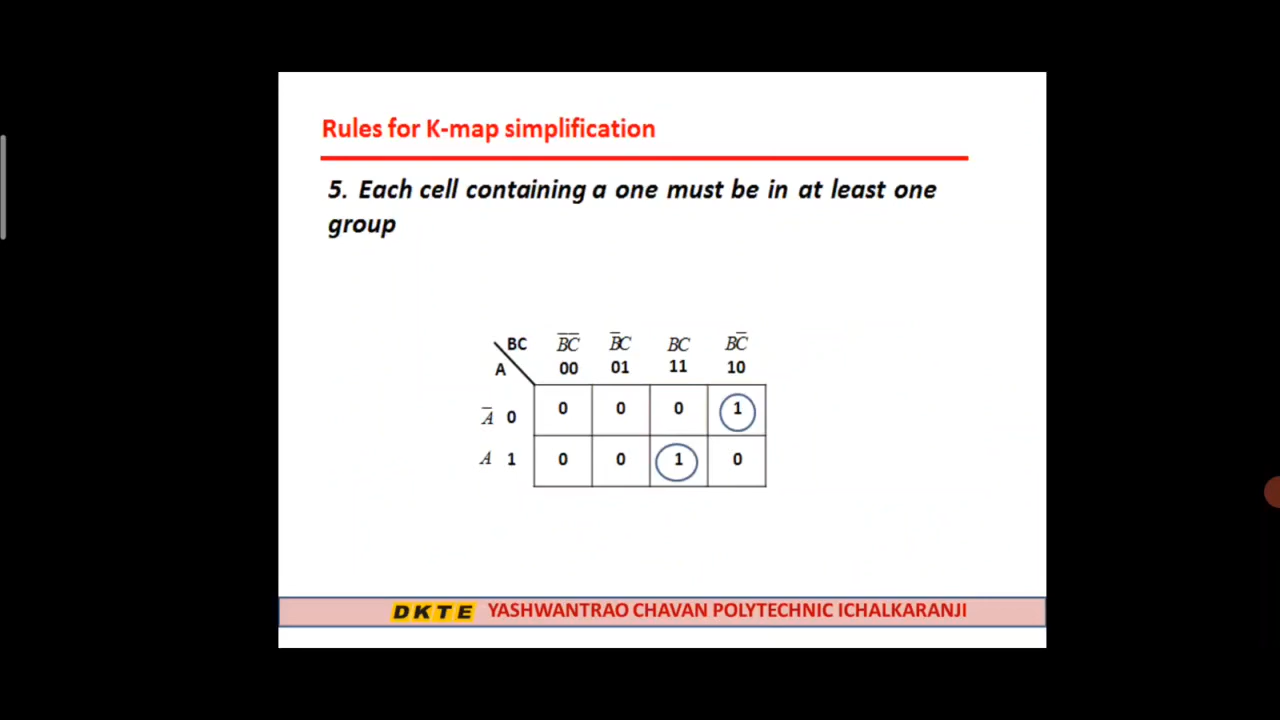 Rules for K-map simplification
5. Each cell containing a one must be in at least one
group
BC B̅C̅ B̅C BC BC̅
A 00 01 11 10
A̅ 0 0 0 0 1
A 1 0 0 1 0
DKTE YASHWANTRAO CHAVAN POLYTECHNIC ICHALKARANJI